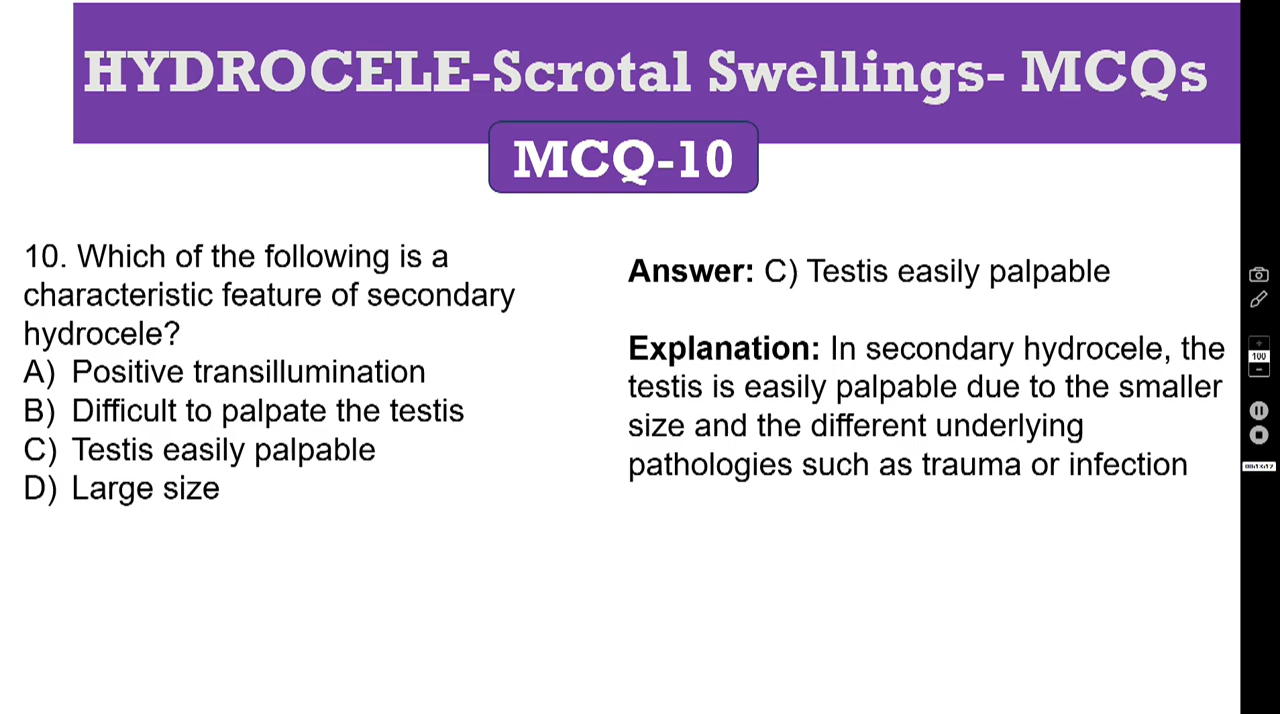 HYDROCELE-Scrotal Swellings- MCQs
MCQ-10
10. Which of the following is a
characteristic feature of secondary
hydrocele?
A) Positive transillumination
B) Difficult to palpate the testis
C) Testis easily palpable
D) Large size
Answer: C) Testis easily palpable
Explanation: In secondary hydrocele, the
testis is easily palpable due to the smaller
size and the different underlying
pathologies such as trauma or infection
100